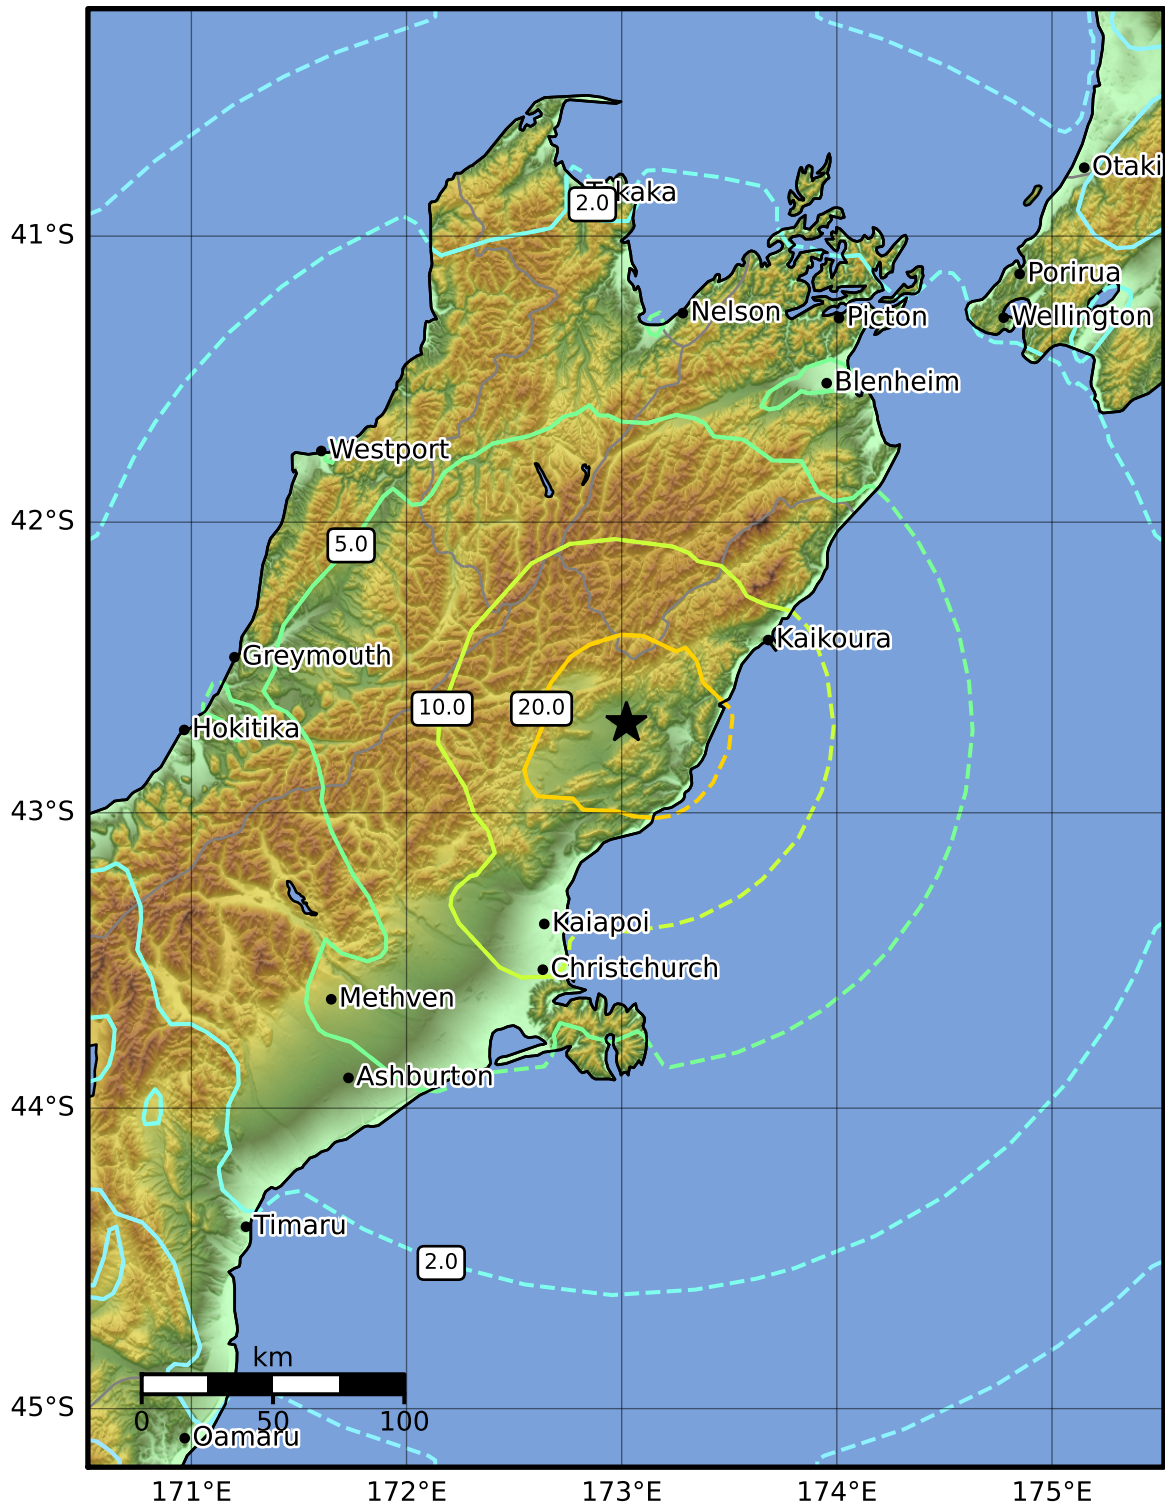 Otaki
2.0
41°S
Porirua
Nelson
Picton
Wellington
Blenheim
Westport
42°S
5.0
Kaikoura
Greymouth
10.0
20.0
Hokitika
43°S
Kaiapoi
Christchurch
Methven
Ashburton
44°S
Timaru
2.0
km
0 50 100
45°S
Oamaru
171°E 172°E 173°E 174°E 175°E